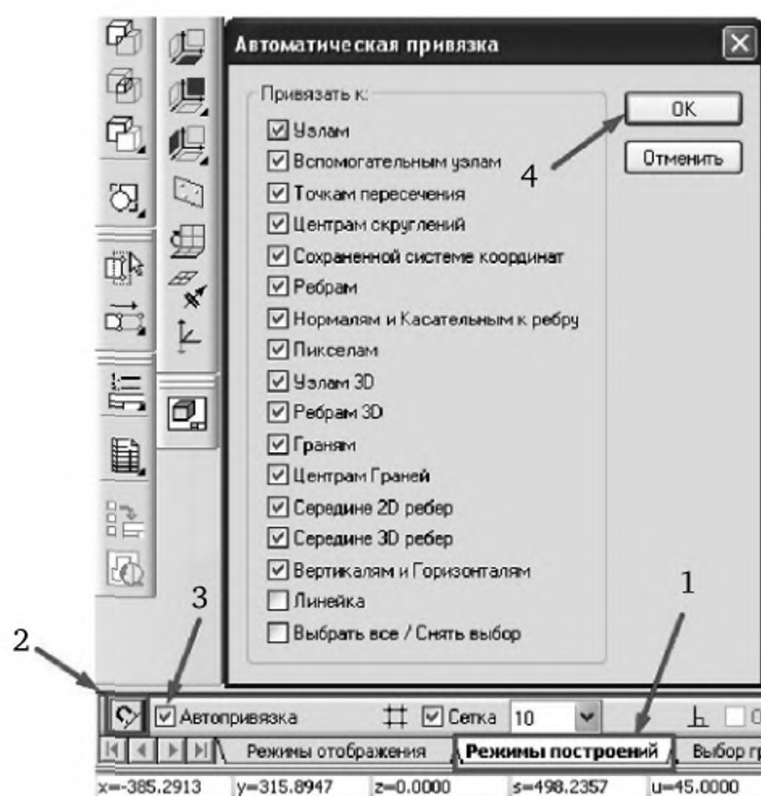 Автоматическая привязка
Привязать к:
Узлам
Вспомогательным узлам
Точкам пересечения
Центрам скруглений
Сохраненной системе координат
Ребрам
Нормалям и Касательным к ребру
Пикселам
Узлам 3D
Ребрам 3D
Граням
Центрам Граней
Середине 2D ребер
Середине 3D ребер
Вертикалям и Горизонталям
Линейка
Выбрать все / Снять выбор
OK
Отменить
4
1
3
2
Автопривязка
Сетка
10
Режимы отображения
Режимы построений
Выбор гр
x=-385.2913 y=315.8947 z=0.0000 s=498.2357 u=45.0000